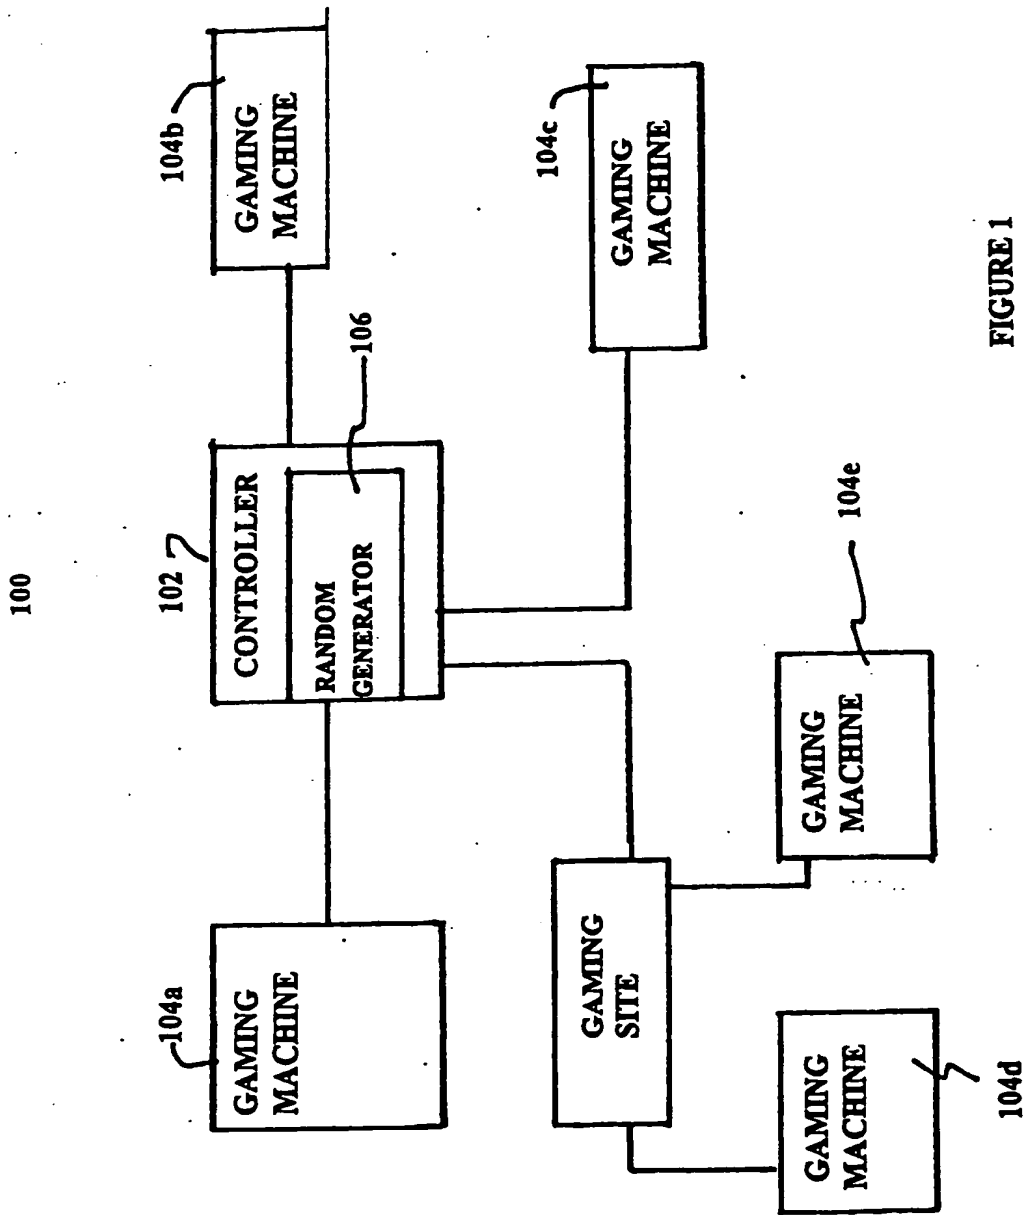 100
102
CONTROLLER
RANDOM
GENERATOR
106
104a
GAMING
MACHINE
104b
GAMING
MACHINE
GAMING
SITE
104c
GAMING
MACHINE
104d
GAMING
MACHINE
104e
GAMING
MACHINE
FIGURE 1